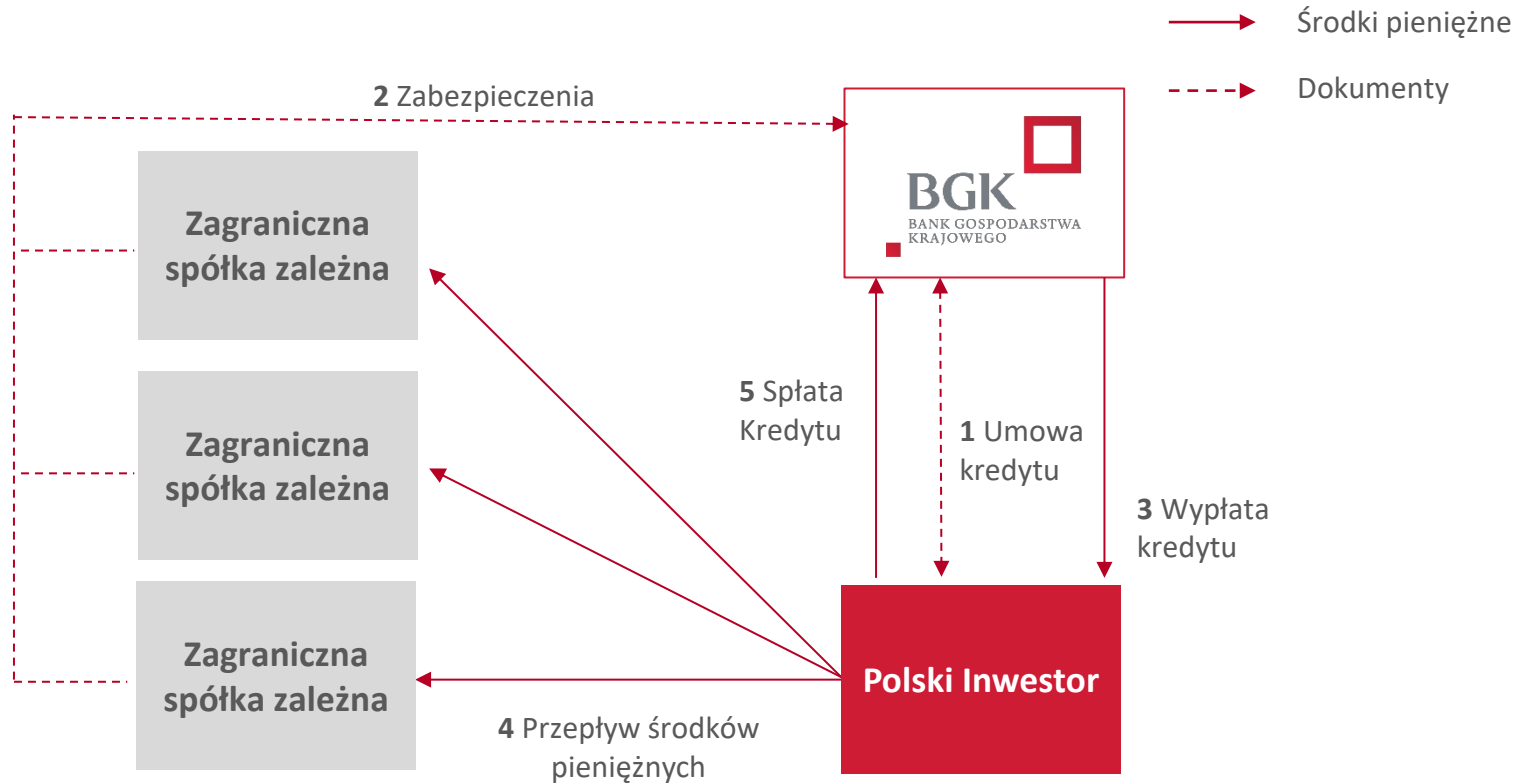 Środki pieniężne
Dokumenty
2 Zabezpieczenia
BGK
BANK GOSPODARSTWA
KRAJOWEGO
Zagraniczna
spółka zależna
Zagraniczna
spółka zależna
Zagraniczna
spółka zależna
5 Spłata
Kredytu
1 Umowa
kredytu
3 Wypłata
kredytu
Polski Inwestor
4 Przepływ środków
pieniężnych